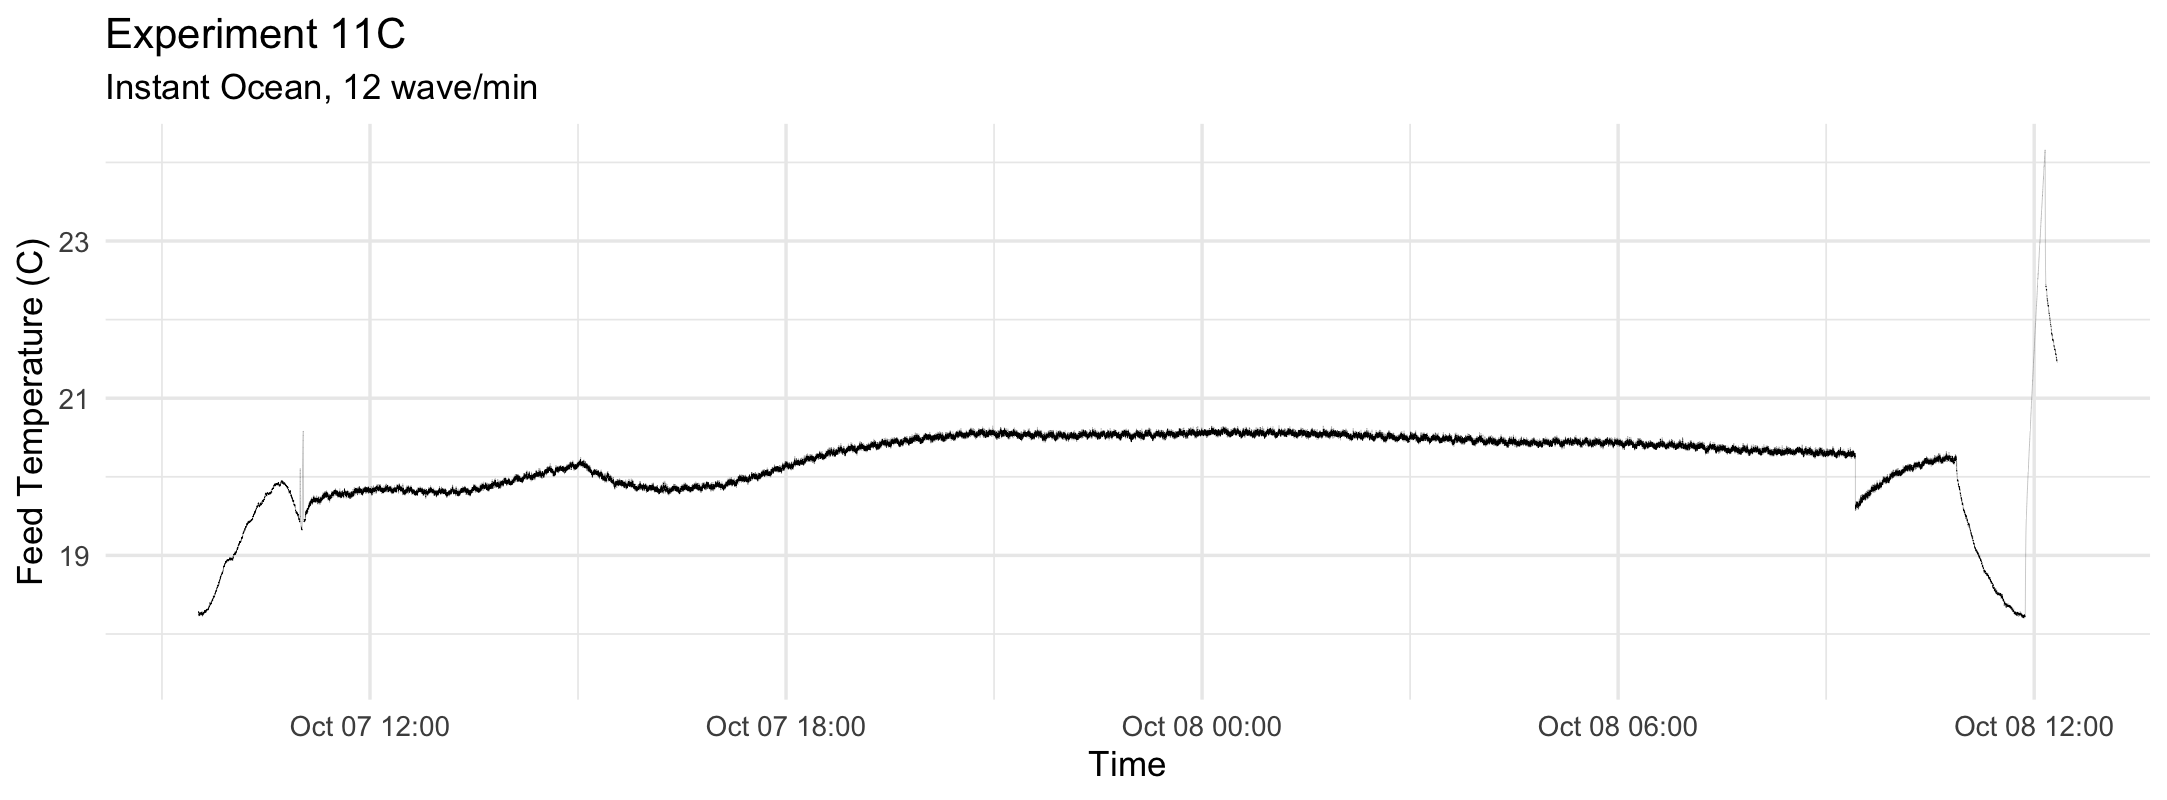 Experiment 11C
Instant Ocean, 12 wave/min
Feed Temperature (C)
23
21
19
Oct 07 12:00
Oct 07 18:00
Oct 08 00:00
Oct 08 06:00
Oct 08 12:00
Time